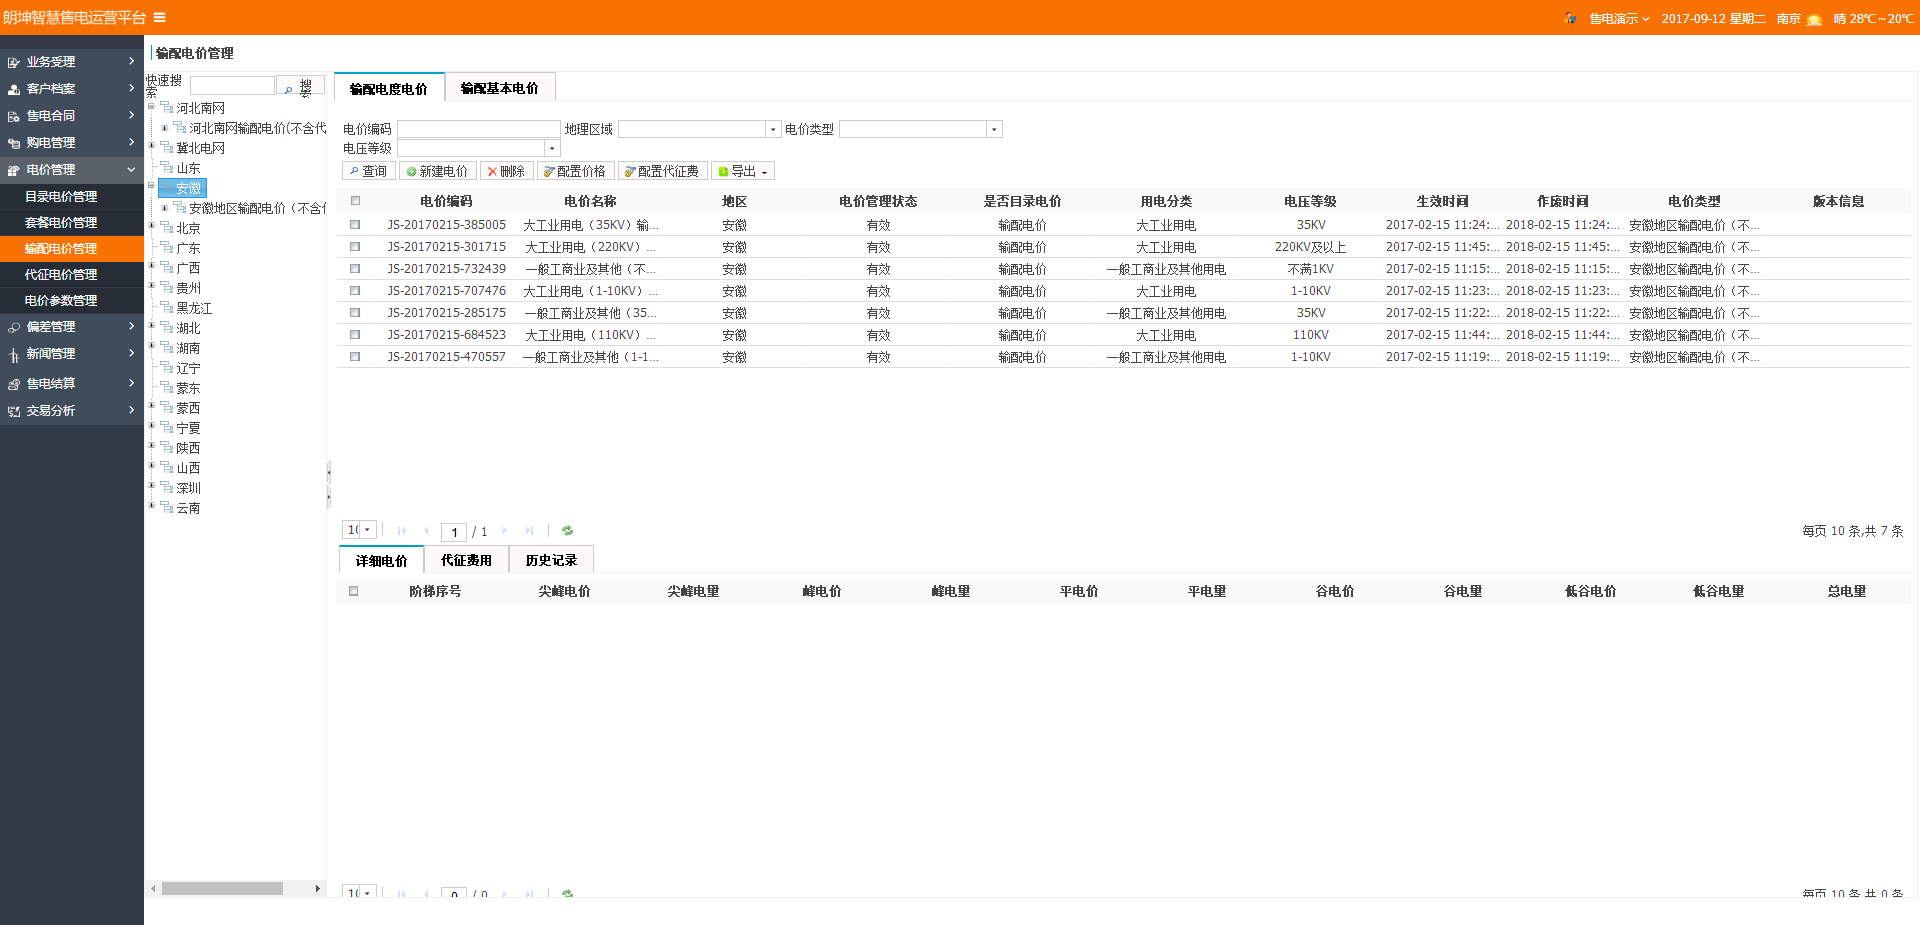 朗坤智慧售电运营平台
售电演示 2017-09-12 星期二 南京 晴 28℃～20℃
业务受理
客户档案
售电合同
购电管理
电价管理
目录电价管理
套餐电价管理
输配电价管理
代征电价管理
电价参数管理
偏差管理
新闻管理
售电结算
交易分析
输配电价管理
快速搜索 搜索
河北南网
河北南网输配电价(不含代
冀北电网
山东
安徽
安徽地区输配电价（不含代
北京
广东
广西
贵州
黑龙江
湖北
湖南
辽宁
蒙东
蒙西
宁夏
陕西
山西
深圳
云南
输配电度电价 输配基本电价
电价编码 地理区域 电价类型
电压等级
查询 新建电价 删除 配置价格 配置代征费 导出
电价编码 电价名称 地区 电价管理状态 是否目录电价 用电分类 电压等级 生效时间 作废时间 电价类型 版本信息
JS-20170215-385005 大工业用电（35KV）输... 安徽 有效 输配电价 大工业用电 35KV 2017-02-15 11:24:... 2018-02-15 11:24:... 安徽地区输配电价（不...
JS-20170215-301715 大工业用电（220KV）... 安徽 有效 输配电价 大工业用电 220KV及以上 2017-02-15 11:45:... 2018-02-15 11:45:... 安徽地区输配电价（不...
JS-20170215-732439 一般工商业及其他（不... 安徽 有效 输配电价 一般工商业及其他用电 不满1KV 2017-02-15 11:15:... 2018-02-15 11:15:... 安徽地区输配电价（不...
JS-20170215-707476 大工业用电（1-10KV）... 安徽 有效 输配电价 大工业用电 1-10KV 2017-02-15 11:23:... 2018-02-15 11:23:... 安徽地区输配电价（不...
JS-20170215-285175 一般工商业及其他（35... 安徽 有效 输配电价 一般工商业及其他用电 35KV 2017-02-15 11:22:... 2018-02-15 11:22:... 安徽地区输配电价（不...
JS-20170215-684523 大工业用电（110KV）... 安徽 有效 输配电价 大工业用电 110KV 2017-02-15 11:44:... 2018-02-15 11:44:... 安徽地区输配电价（不...
JS-20170215-470557 一般工商业及其他（1-1... 安徽 有效 输配电价 一般工商业及其他用电 1-10KV 2017-02-15 11:19:... 2018-02-15 11:19:... 安徽地区输配电价（不...
10 1 / 1 每页 10 条,共 7 条
详细电价 代征费用 历史记录
阶梯序号 尖峰电价 尖峰电量 峰电价 峰电量 平电价 平电量 谷电价 谷电量 低谷电价 低谷电量 总电量
10 0 / 0 每页 10 条,共 0 条